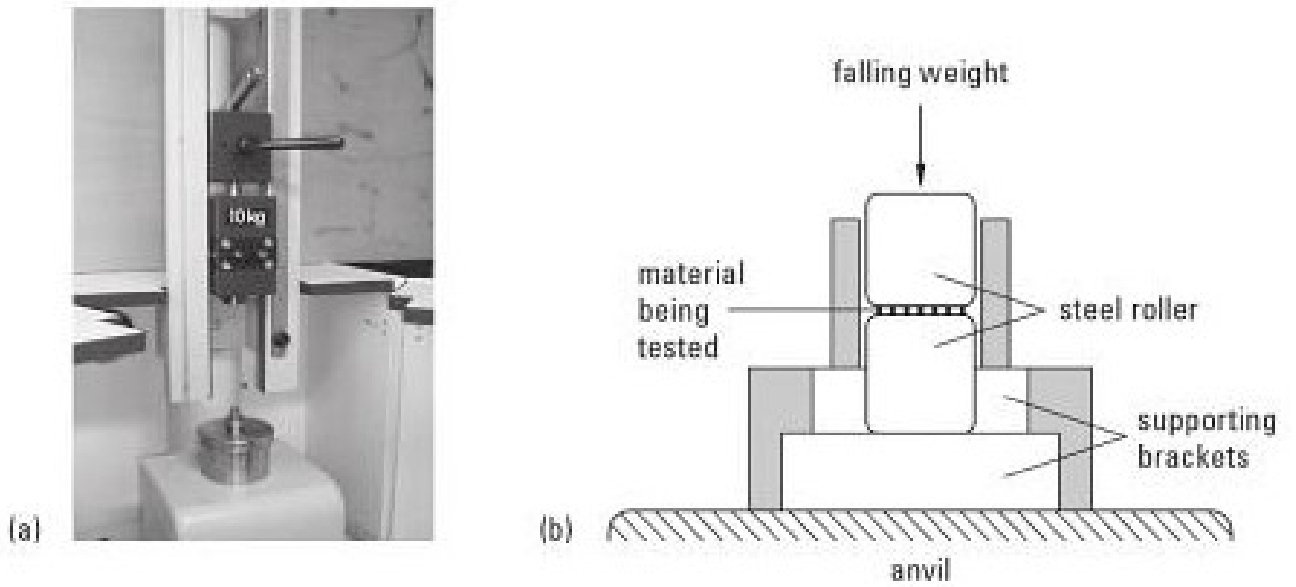 10kg
(a)
falling weight
material
being
tested
steel roller
supporting
brackets
(b)
anvil